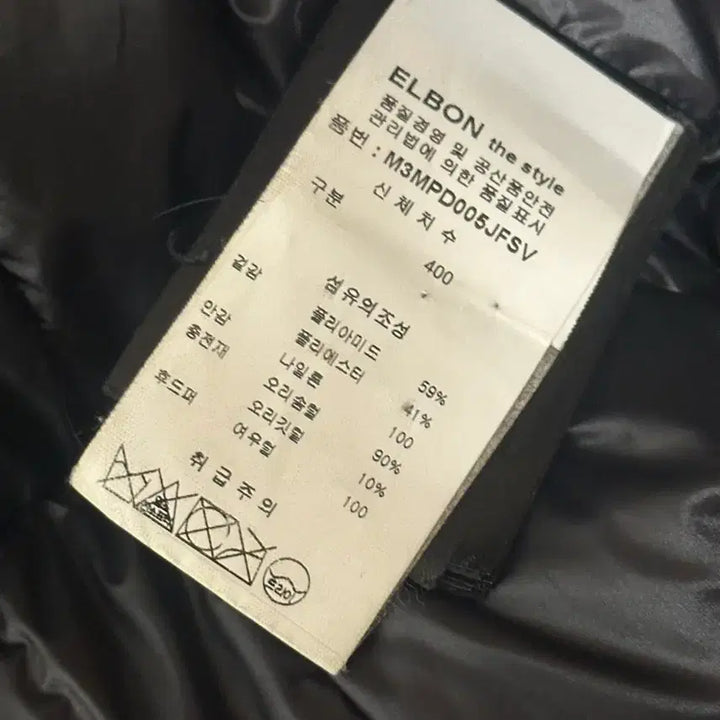 ELBON the style
품질경영 및 공산품안전
관리법에 의한 품질표시
품번 : M3MPD005JFSV
구분 신체치수
400
겉감 섬유의조성
폴리아미드 59%
안감 폴리에스터 41%
충전재 나일론 100
오리솜털 90%
후드퍼 오리깃털 10%
여우털 100
취급주의
드라이